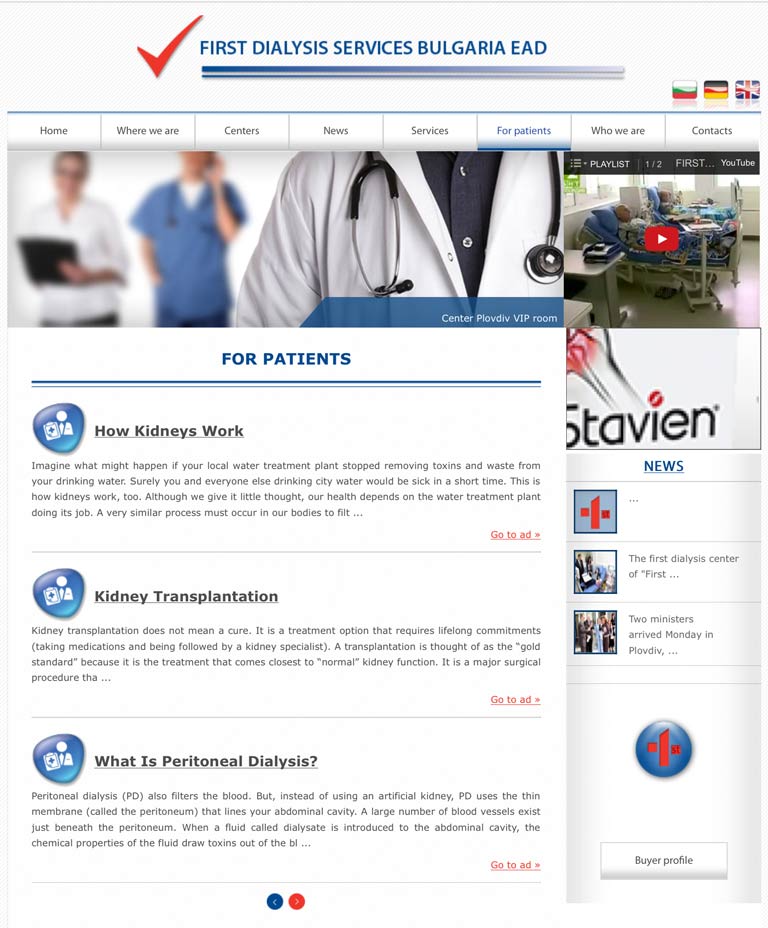 FIRST DIALYSIS SERVICES BULGARIA EAD
Home
Where we are
Centers
News
Services
For patients
Who we are
Contacts
PLAYLIST
1 / 2
FIRST...
YouTube
Center Plovdiv VIP room
FOR PATIENTS
How Kidneys Work
Imagine what might happen if your local water treatment plant stopped removing toxins and waste from
your drinking water. Surely you and everyone else drinking city water would be sick in a short time. This is
how kidneys work, too. Although we give it little thought, our health depends on the water treatment plant
doing its job. A very similar process must occur in our bodies to filt ...
Go to ad »
Kidney Transplantation
Kidney transplantation does not mean a cure. It is a treatment option that requires lifelong commitments
(taking medications and being followed by a kidney specialist). A transplantation is thought of as the “gold
standard” because it is the treatment that comes closest to “normal” kidney function. It is a major surgical
procedure tha ...
Go to ad »
What Is Peritoneal Dialysis?
Peritoneal dialysis (PD) also filters the blood. But, instead of using an artificial kidney, PD uses the thin
membrane (called the peritoneum) that lines your abdominal cavity. A large number of blood vessels exist
just beneath the peritoneum. When a fluid called dialysate is introduced to the abdominal cavity, the
chemical properties of the fluid draw toxins out of the bl ...
Go to ad »
Stavien
NEWS
1st
...
The first dialysis center
of "First ...
Two ministers
arrived Monday in
Plovdiv, ...
1st
Buyer profile